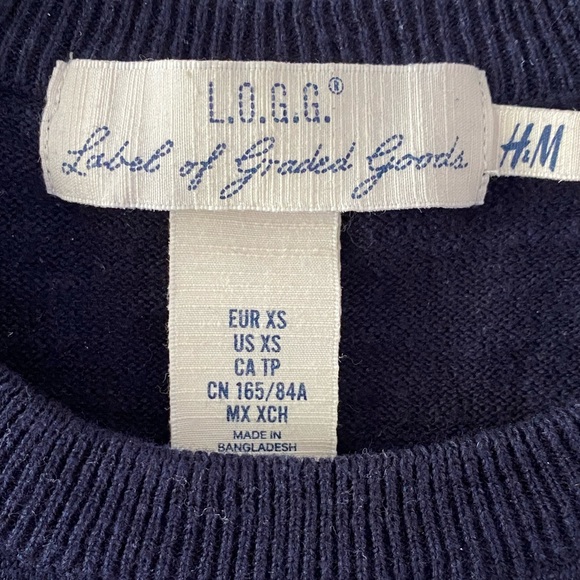 L.O.G.G.®
Label of Graded Goods
H&M
EUR XS
US XS
CA TP
CN 165/84A
MX XCH
MADE IN
BANGLADESH